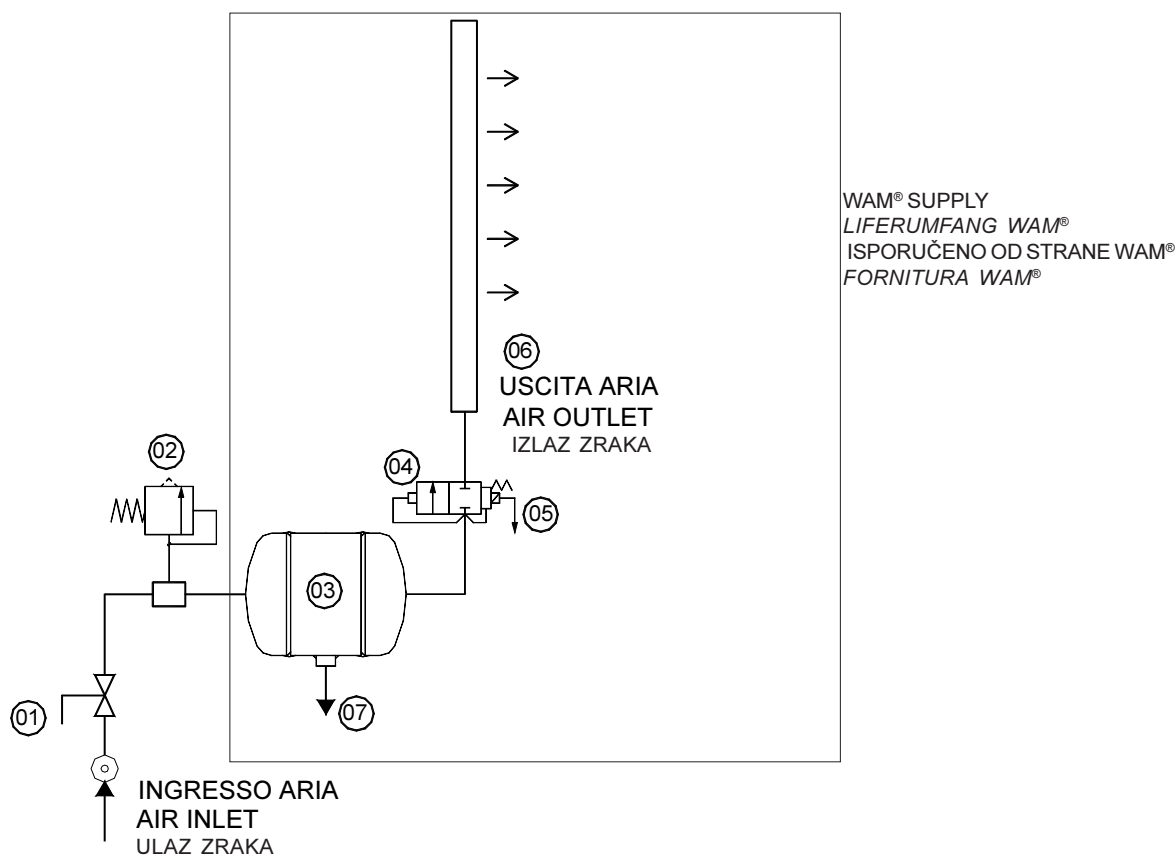 WAM® SUPPLY
LIFERUMFANG WAM®
ISPORUČENO OD STRANE WAM®
FORNITURA WAM®
06
USCITA ARIA
AIR OUTLET
IZLAZ ZRAKA
02
04
05
03
07
01
INGRESSO ARIA
AIR INLET
ULAZ ZRAKA